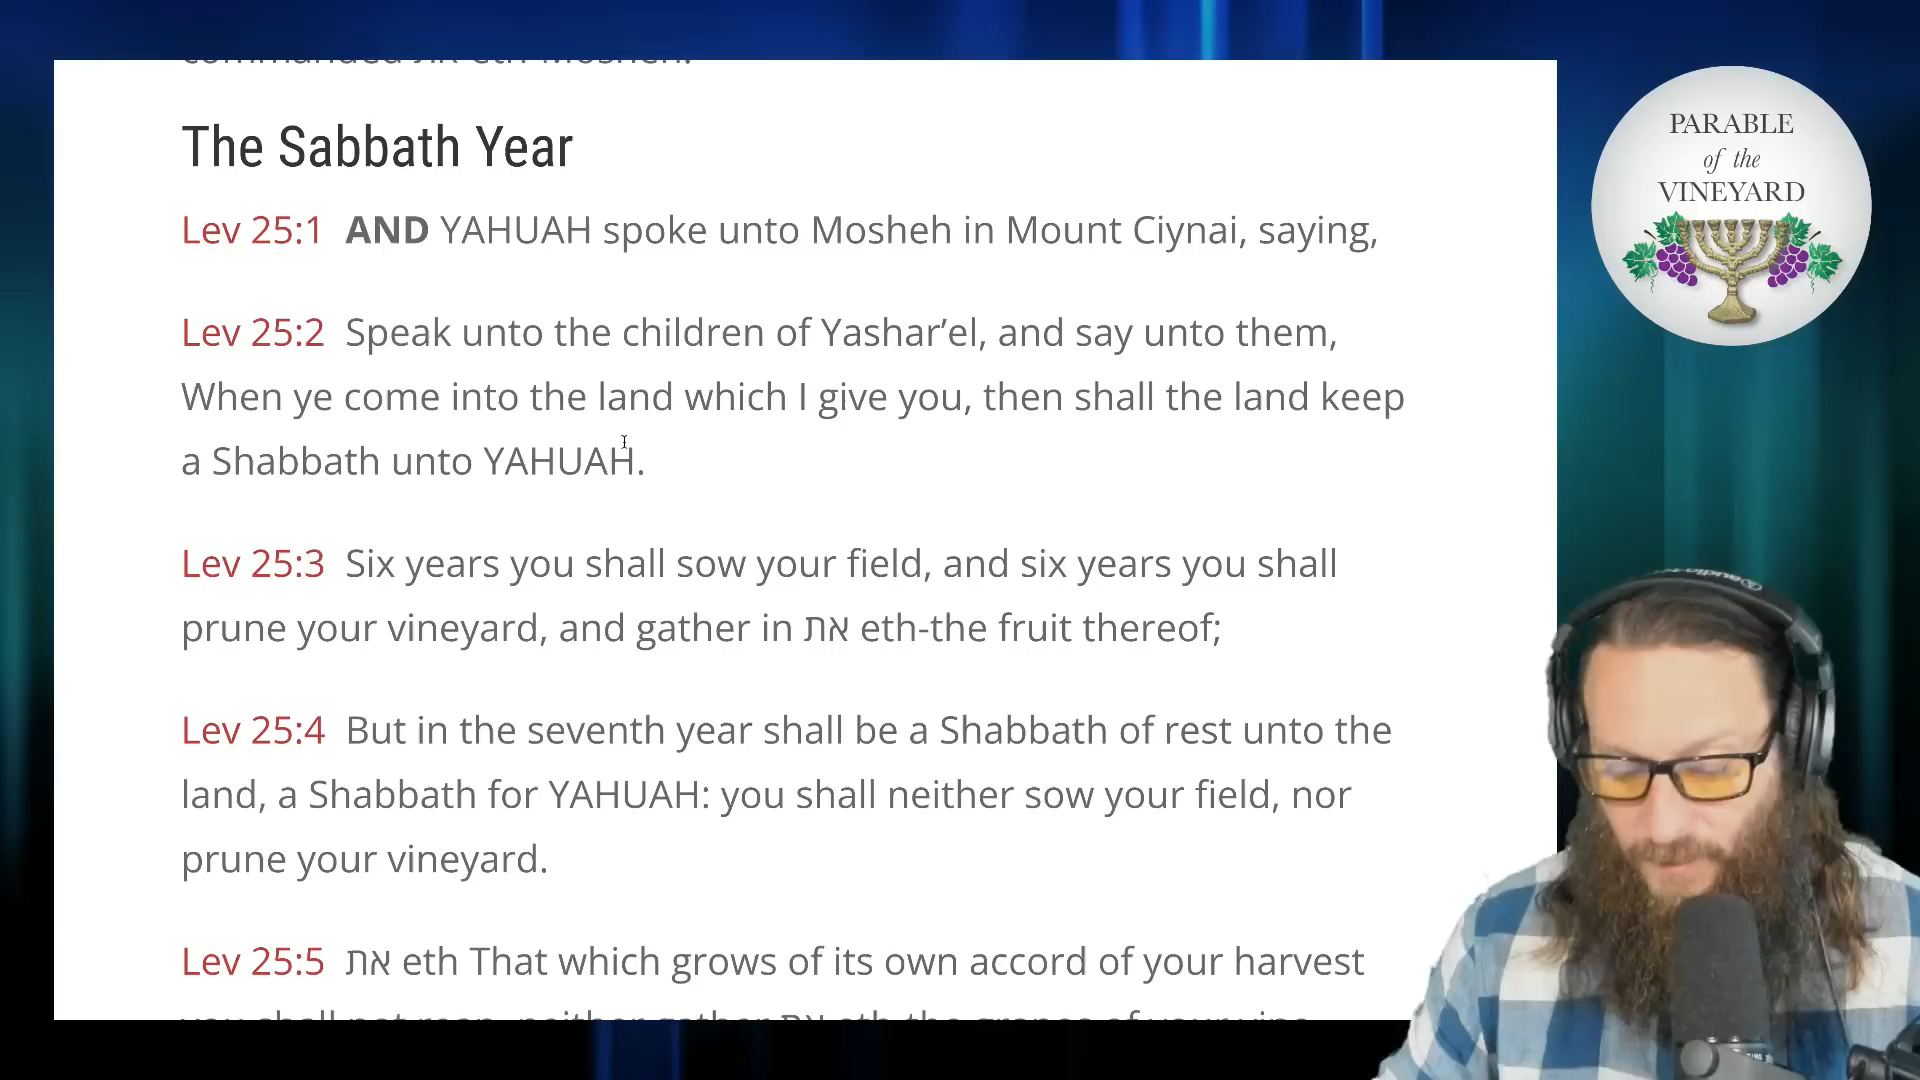 The Sabbath Year
Lev 25:1 AND YAHUAH spoke unto Mosheh in Mount Ciynai, saying,
Lev 25:2 Speak unto the children of Yashar’el, and say unto them,
When ye come into the land which I give you, then shall the land keep
a Shabbath unto YAHUAH.
Lev 25:3 Six years you shall sow your field, and six years you shall
prune your vineyard, and gather in את eth-the fruit thereof;
Lev 25:4 But in the seventh year shall be a Shabbath of rest unto the
land, a Shabbath for YAHUAH: you shall neither sow your field, nor
prune your vineyard.
Lev 25:5 את eth That which grows of its own accord of your harvest
PARABLE
of the
VINEYARD